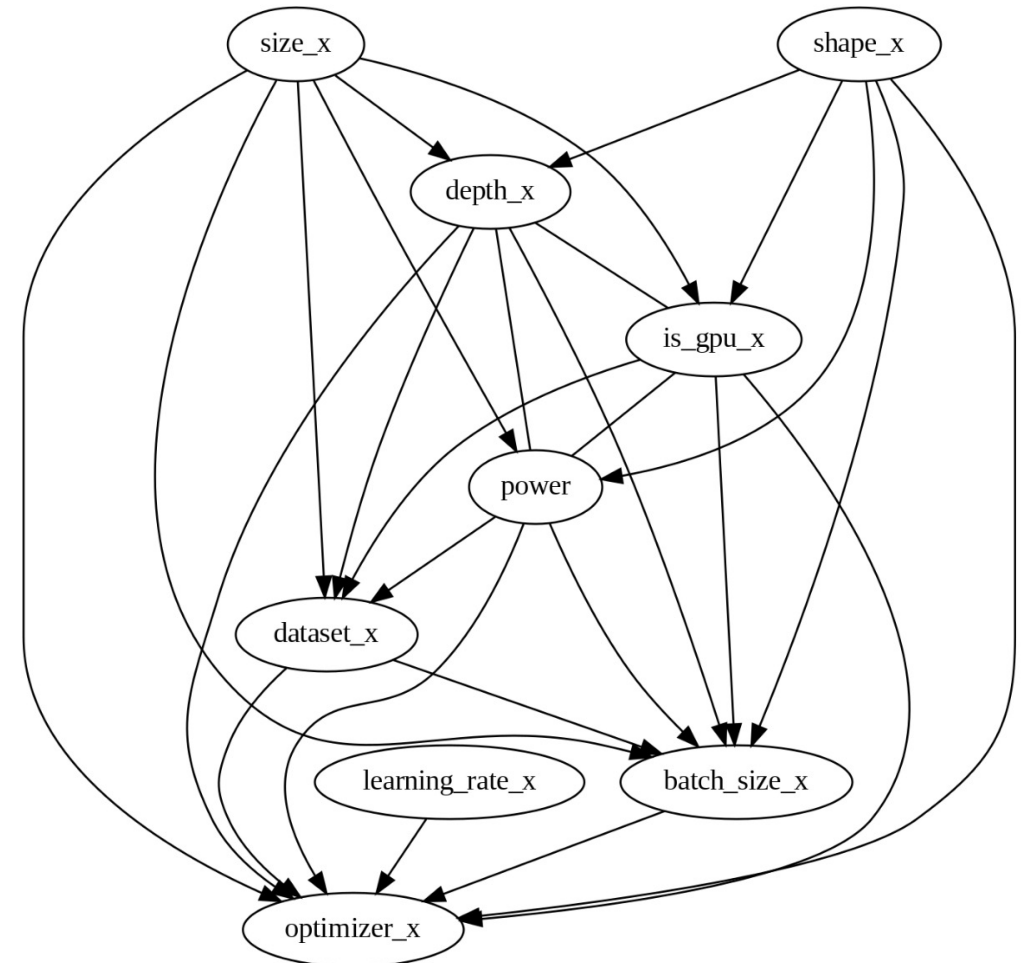 size_x
shape_x
depth_x
is_gpu_x
power
dataset_x
learning_rate_x
batch_size_x
optimizer_x